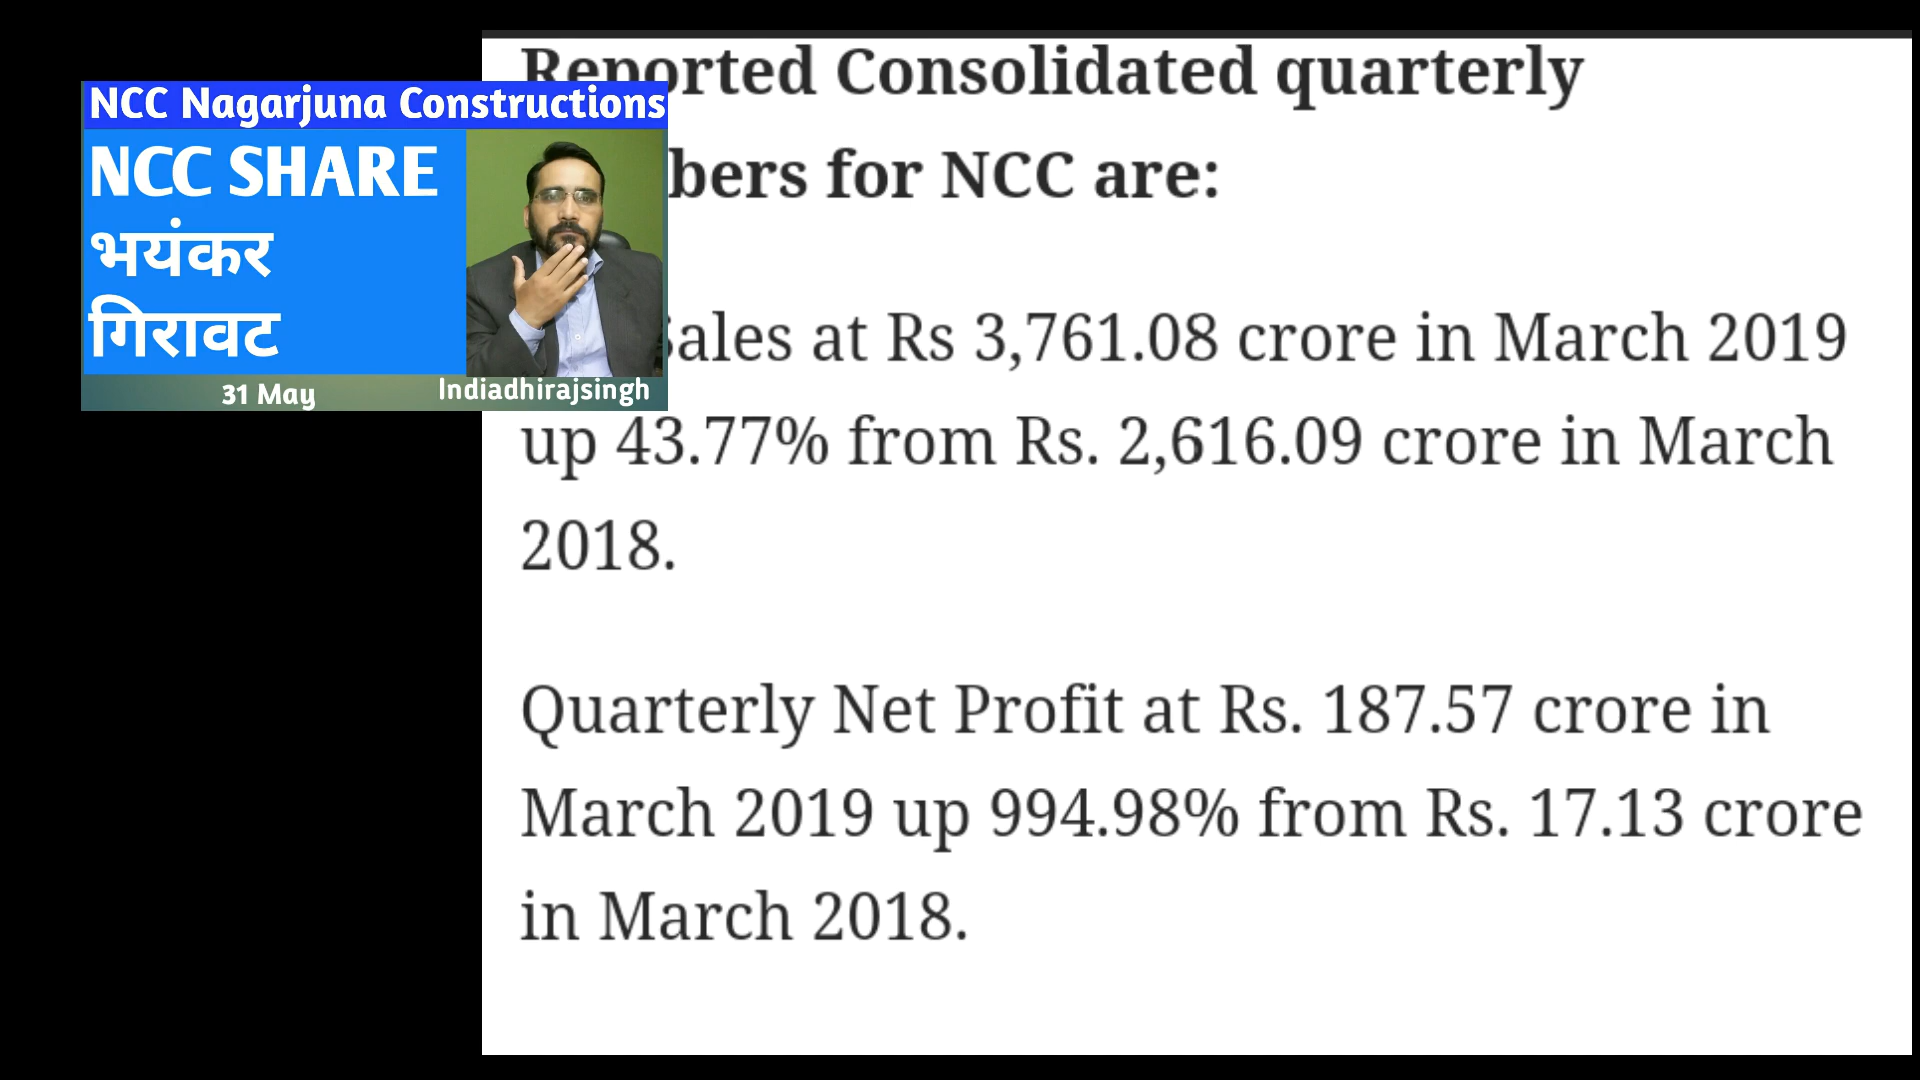 NCC Nagarjuna Constructions
NCC SHARE
भयंकर
गिरावट
31 May
Indiadhirajsingh
Reported Consolidated quarterly
bers for NCC are:
Sales at Rs 3,761.08 crore in March 2019
up 43.77% from Rs. 2,616.09 crore in March
2018.
Quarterly Net Profit at Rs. 187.57 crore in
March 2019 up 994.98% from Rs. 17.13 crore
in March 2018.